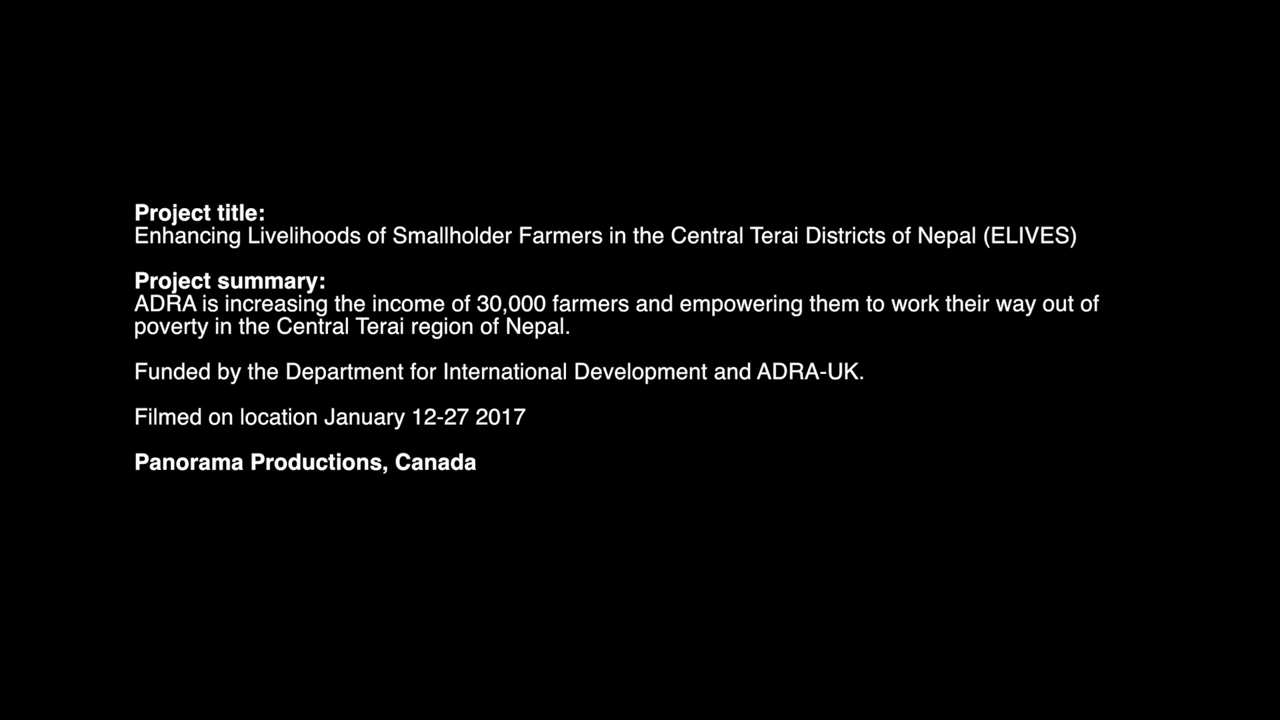 Project title:
Enhancing Livelihoods of Smallholder Farmers in the Central Terai Districts of Nepal (ELIVES)
Project summary:
ADRA is increasing the income of 30,000 farmers and empowering them to work their way out of
poverty in the Central Terai region of Nepal.
Funded by the Department for International Development and ADRA-UK.
Filmed on location January 12-27 2017
Panorama Productions, Canada